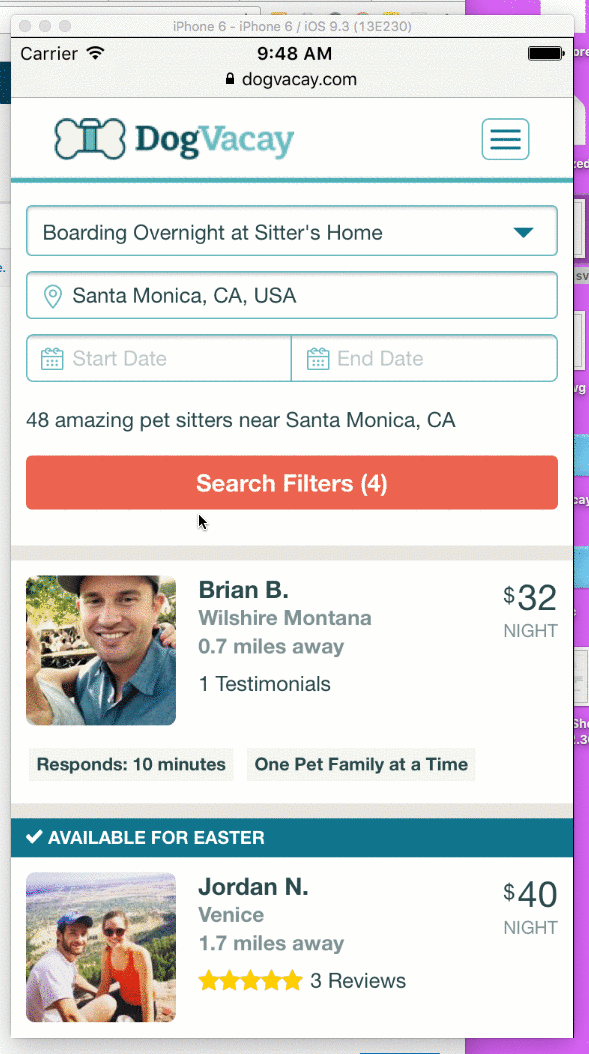 iPhone 6 - iPhone 6 / iOS 9.3 (13E230)
Carrier 9:48 AM
dogvacay.com
DogVacay
Boarding Overnight at Sitter's Home
Santa Monica, CA, USA
Start Date End Date
48 amazing pet sitters near Santa Monica, CA
Search Filters (4)
Brian B.
$32
Wilshire Montana
NIGHT
0.7 miles away
1 Testimonials
Responds: 10 minutes One Pet Family at a Time
AVAILABLE FOR EASTER
Jordan N.
$40
Venice
NIGHT
1.7 miles away
3 Reviews